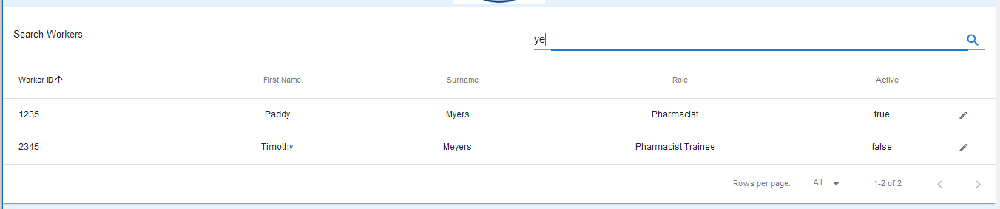 Search Workers
ye
Worker ID First Name Surname Role Active
1235 Paddy Myers Pharmacist true
2345 Timothy Meyers Pharmacist Trainee false
Rows per page: All 1-2 of 2